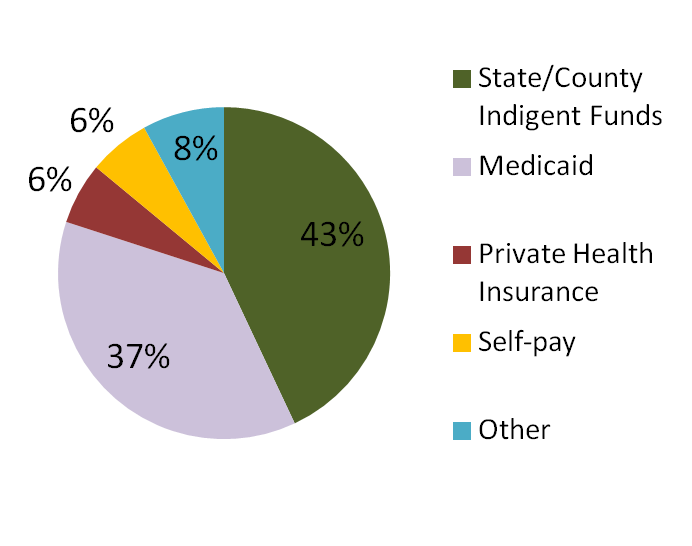 43%
37%
6%
6%
8%
State/County
Indigent Funds
Medicaid
Private Health
Insurance
Self-pay
Other